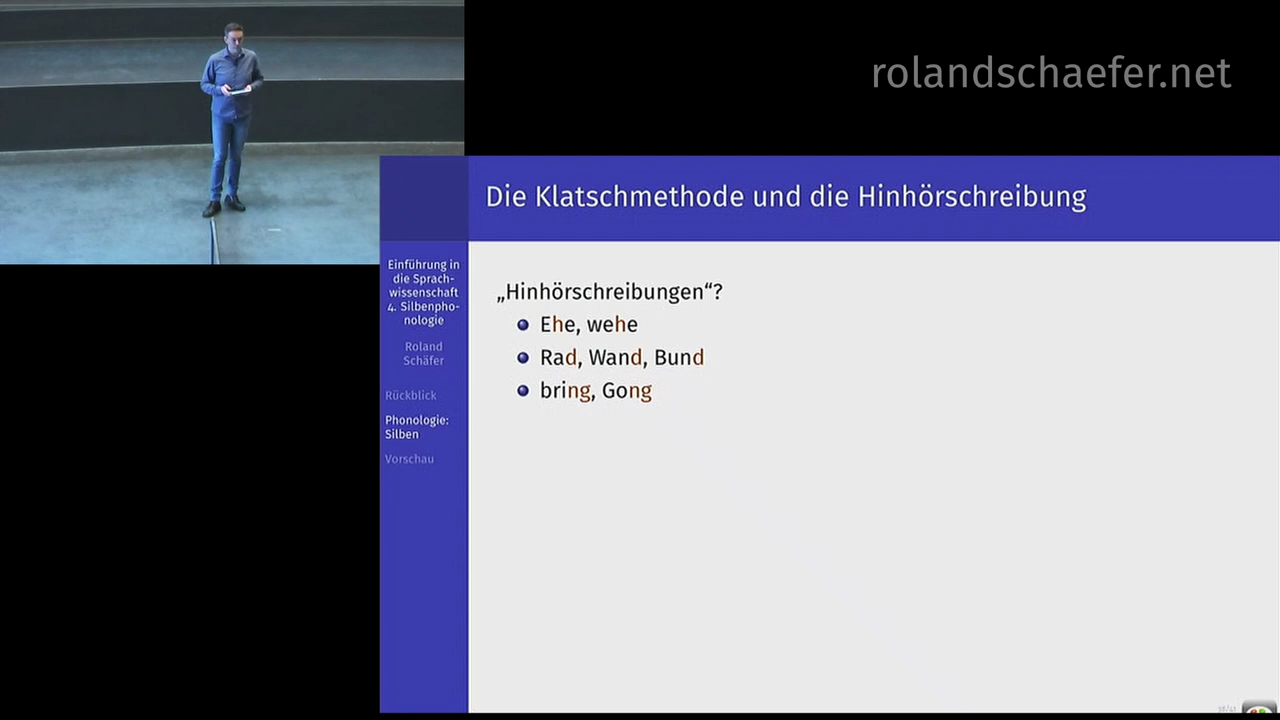 rolandschaefer.net
Die Klatschmethode und die Hinhörschreibung
Einführung in
die Sprach-
wissenschaft
4. Silbenpho-
nologie
Roland
Schäfer
Rückblick
Phonologie:
Silben
Vorschau
„Hinhörschreibungen“?
Ehe, wehe
Rad, Wand, Bund
bring, Gong